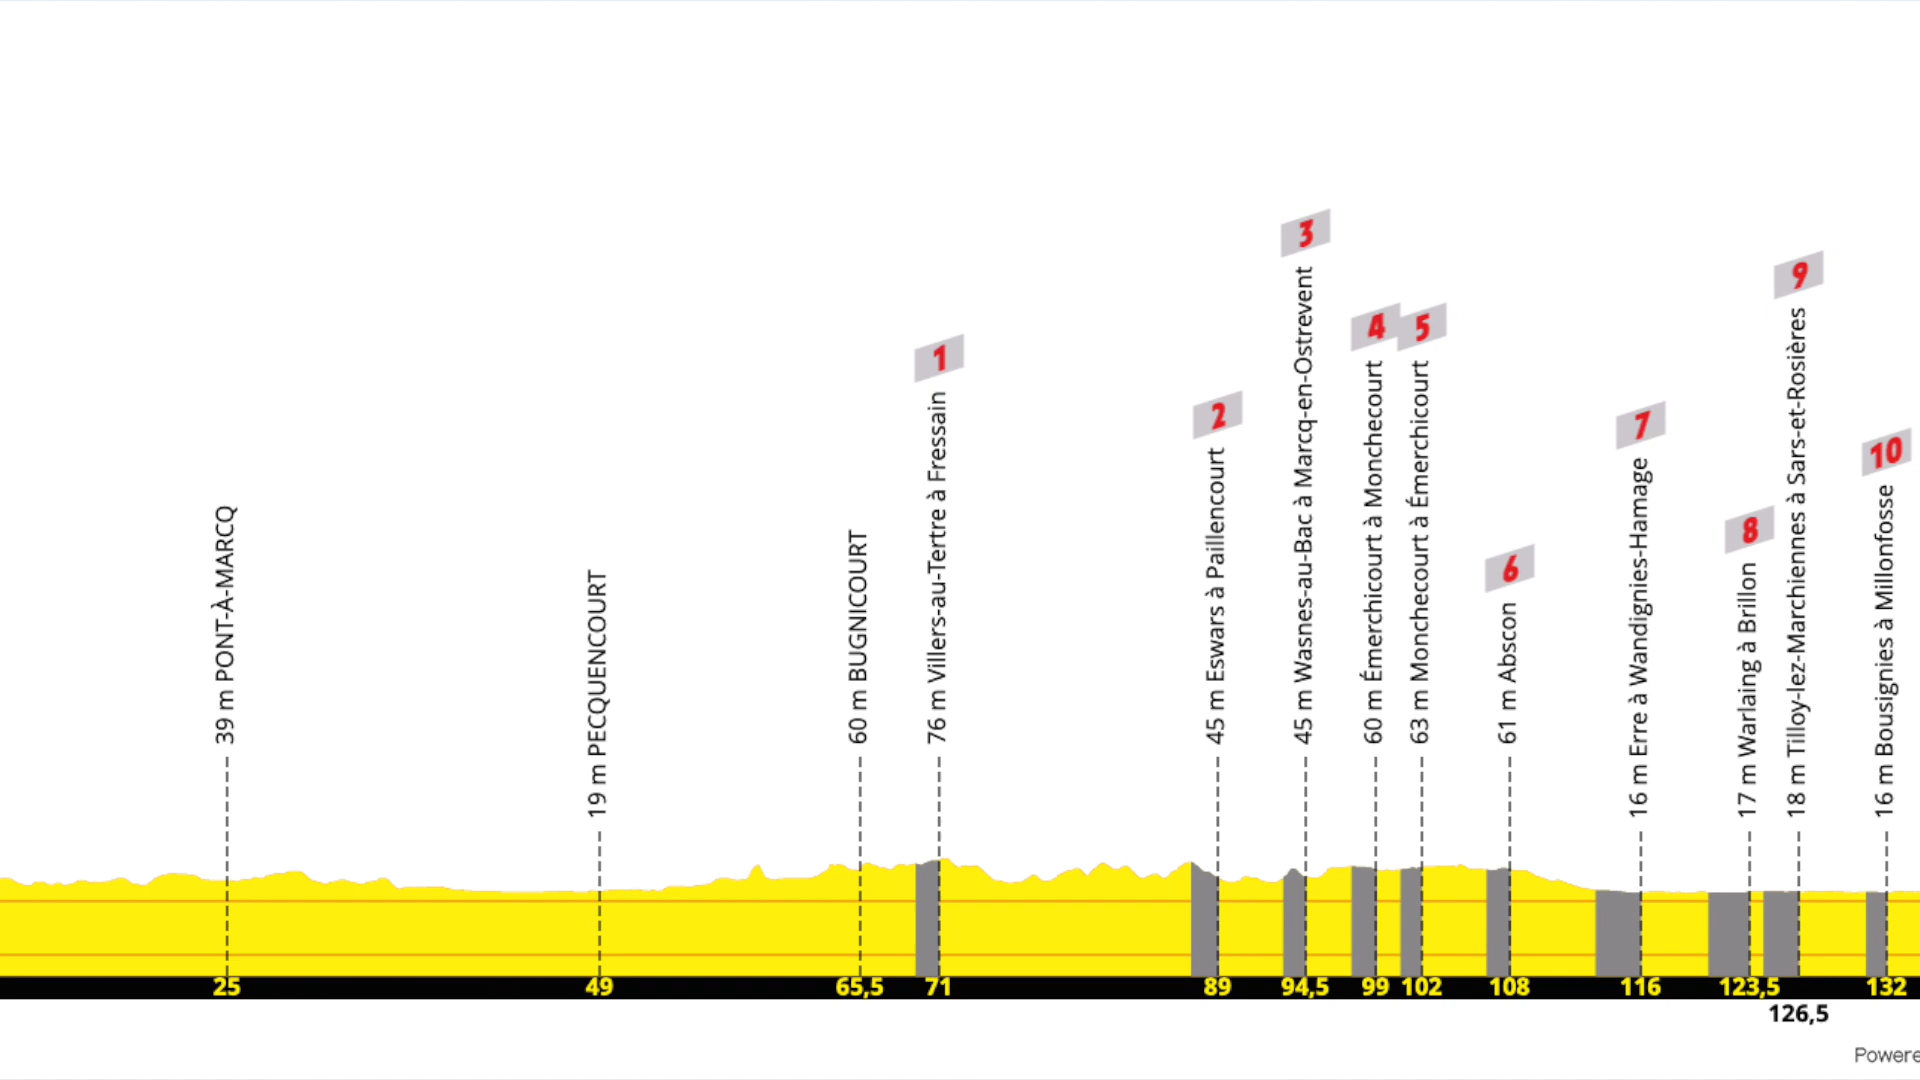 39 m PONT-À-MARCQ
19 m PECQUENCOURT
60 m BUGNICOURT
1
76 m Villers-au-Tertre à Fressain
2
45 m Eswars à Paillencourt
3
45 m Wasnes-au-Bac à Marcq-en-Ostrevent
4
60 m Émerchicourt à Monchecourt
5
63 m Monchecourt à Émerchicourt
6
61 m Abscon
7
16 m Erre à Wandignies-Hamage
8
17 m Warlaing à Brillon
9
18 m Tilloy-lez-Marchiennes à Sars-et-Rosières
10
16 m Bousignies à Millonfosse
25 49 65,5 71 89 94,5 99 102 108 116 123,5 132
126,5
Powere